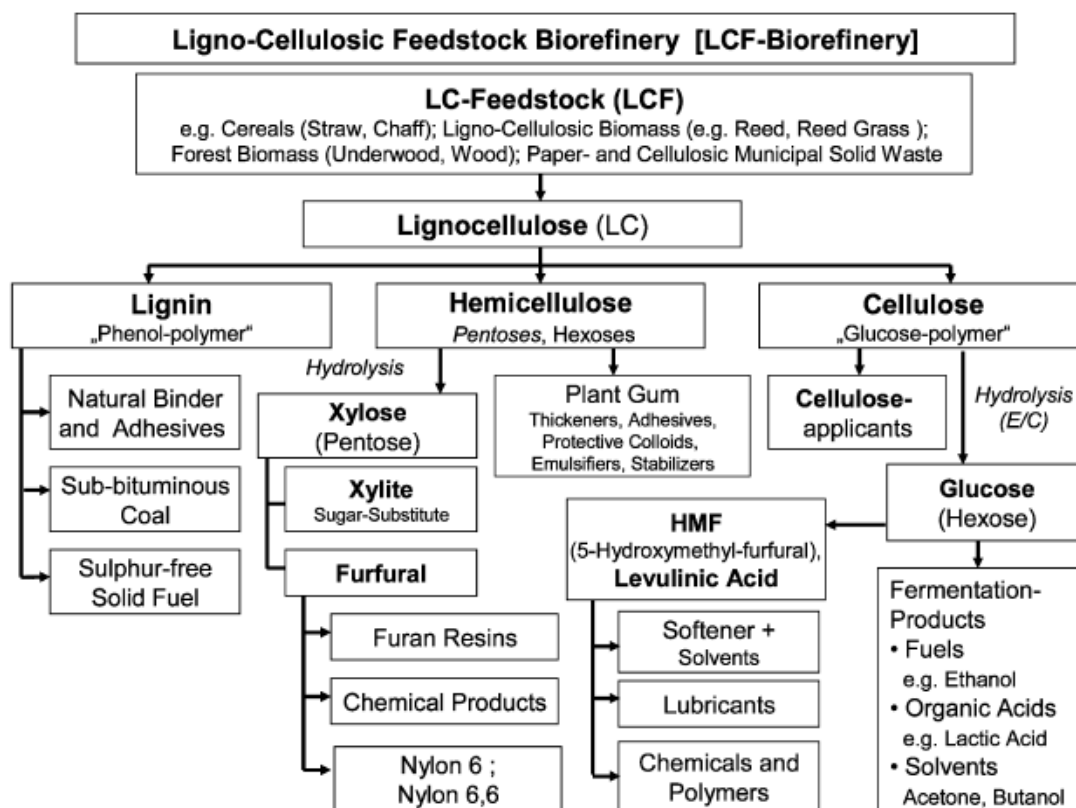 Ligno-Cellulosic Feedstock Biorefinery [LCF-Biorefinery]
LC-Feedstock (LCF)
e.g. Cereals (Straw, Chaff); Ligno-Cellulosic Biomass (e.g. Reed, Reed Grass );
Forest Biomass (Underwood, Wood); Paper- and Cellulosic Municipal Solid Waste
Lignocellulose (LC)
Lignin
„Phenol-polymer“
Hemicellulose
Pentoses, Hexoses
Cellulose
„Glucose-polymer“
Natural Binder
and Adhesives
Sub-bituminous
Coal
Sulphur-free
Solid Fuel
Hydrolysis
Xylose
(Pentose)
Xylite
Sugar-Substitute
Furfural
Furan Resins
Chemical Products
Nylon 6 ;
Nylon 6,6
Plant Gum
Thickeners, Adhesives,
Protective Colloids,
Emulsifiers, Stabilizers
Cellulose-
applicants
Hydrolysis
(E/C)
Glucose
(Hexose)
HMF
(5-Hydroxymethyl-furfural),
Levulinic Acid
Softener +
Solvents
Lubricants
Chemicals and
Polymers
Fermentation-
Products
• Fuels
e.g. Ethanol
• Organic Acids
e.g. Lactic Acid
• Solvents
Acetone, Butanol